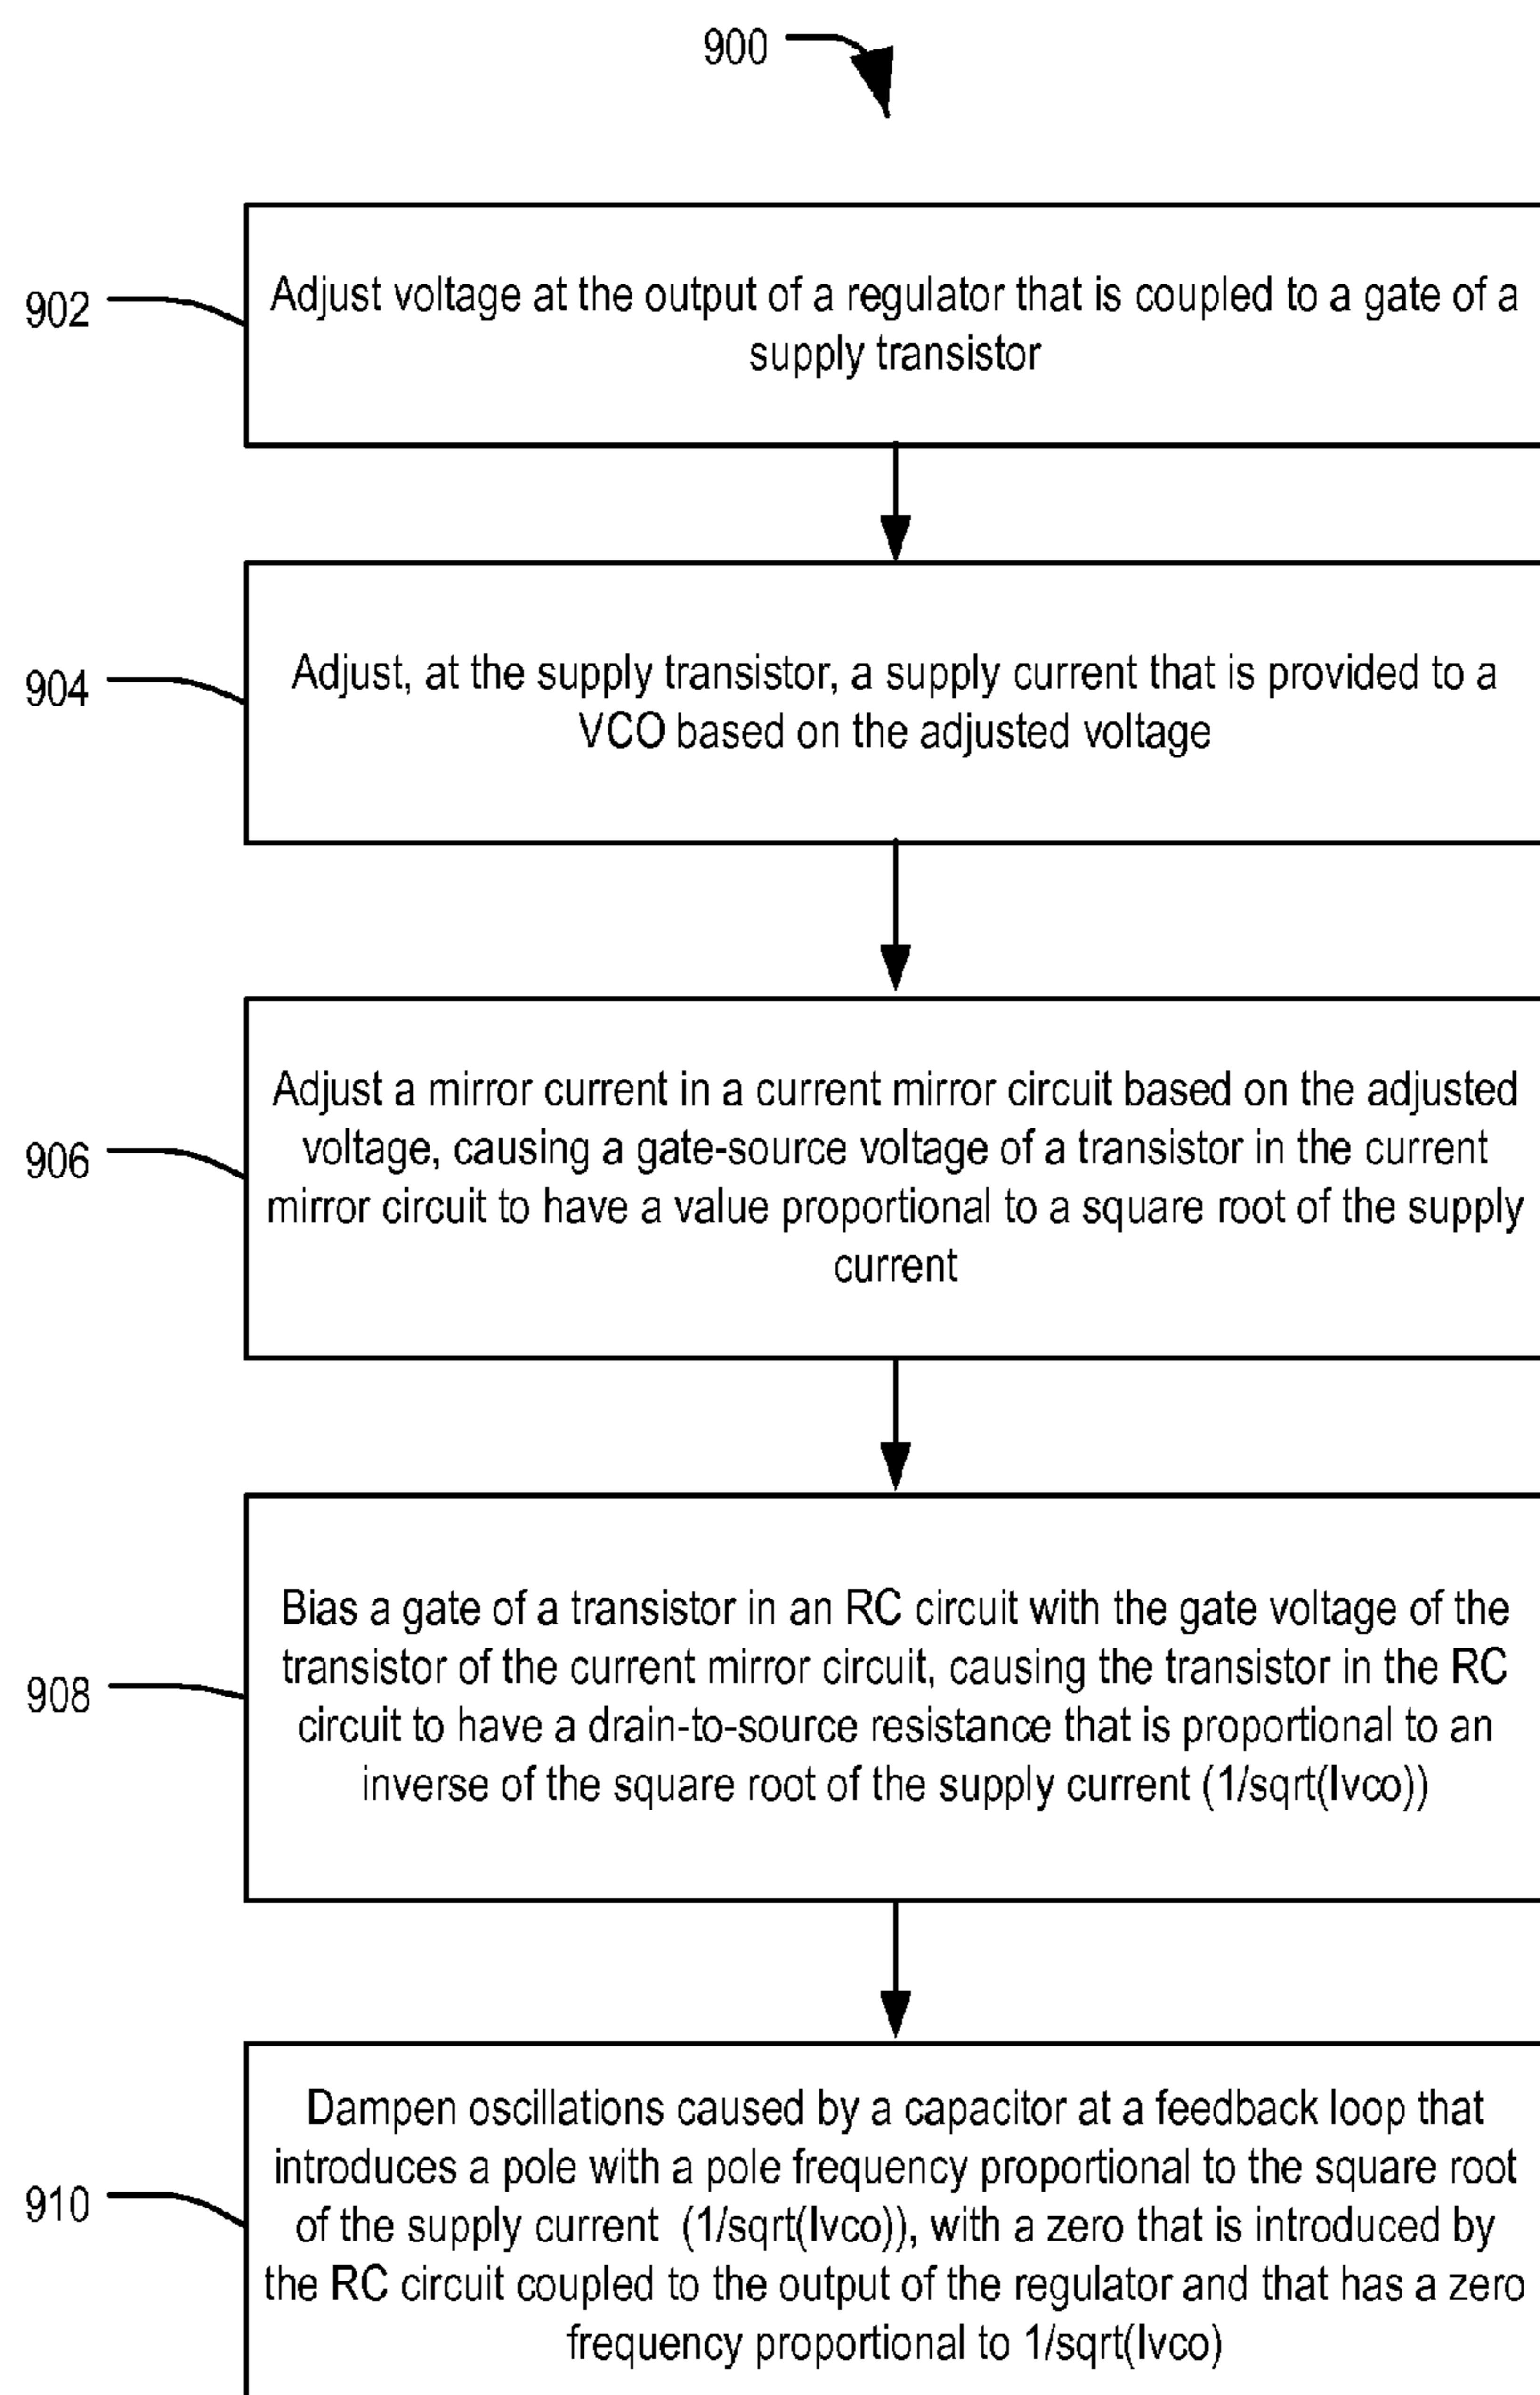 900
902
Adjust voltage at the output of a regulator that is coupled to a gate of a
supply transistor
904
Adjust, at the supply transistor, a supply current that is provided to a
VCO based on the adjusted voltage
906
Adjust a mirror current in a current mirror circuit based on the adjusted
voltage, causing a gate-source voltage of a transistor in the current
mirror circuit to have a value proportional to a square root of the supply
current
908
Bias a gate of a transistor in an RC circuit with the gate voltage of the
transistor of the current mirror circuit, causing the transistor in the RC
circuit to have a drain-to-source resistance that is proportional to an
inverse of the square root of the supply current (1/sqrt(Ivco))
910
Dampen oscillations caused by a capacitor at a feedback loop that
introduces a pole with a pole frequency proportional to the square root
of the supply current (1/sqrt(Ivco)), with a zero that is introduced by
the RC circuit coupled to the output of the regulator and that has a zero
frequency proportional to 1/sqrt(Ivco)